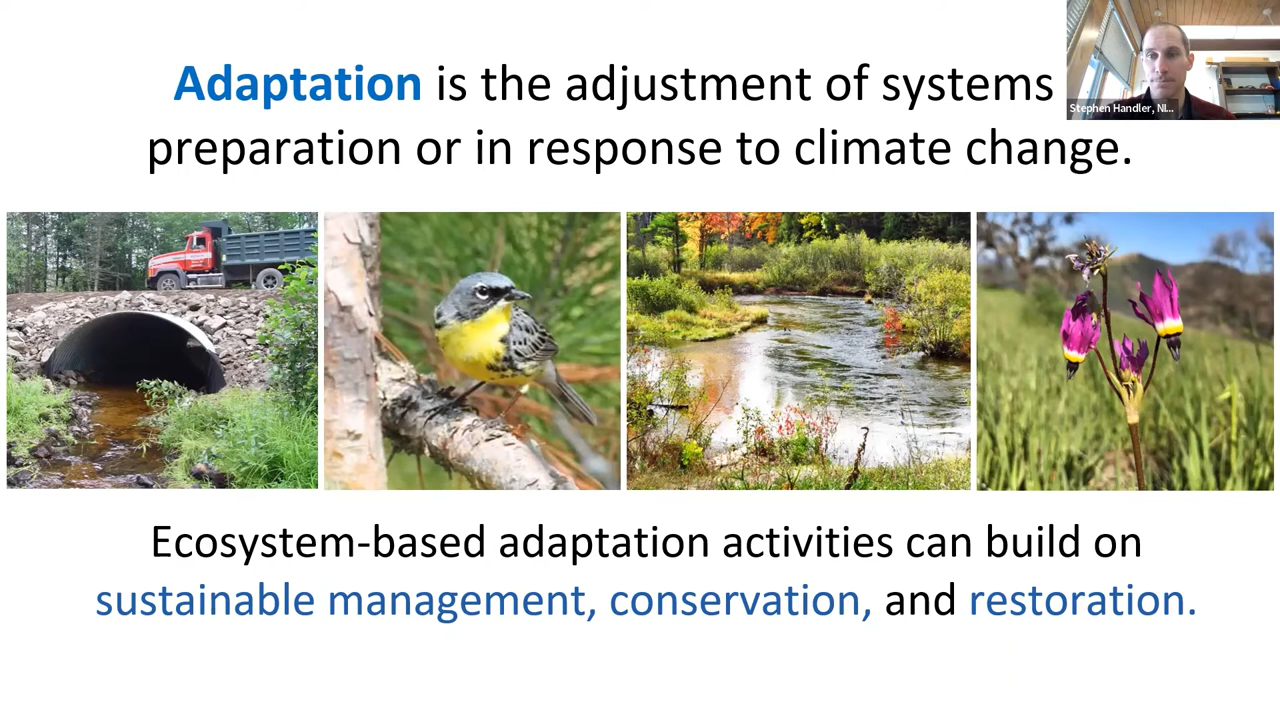 Adaptation is the adjustment of systems
preparation or in response to climate change.
Stephen Handler, NI...
Ecosystem-based adaptation activities can build on
sustainable management, conservation, and restoration.